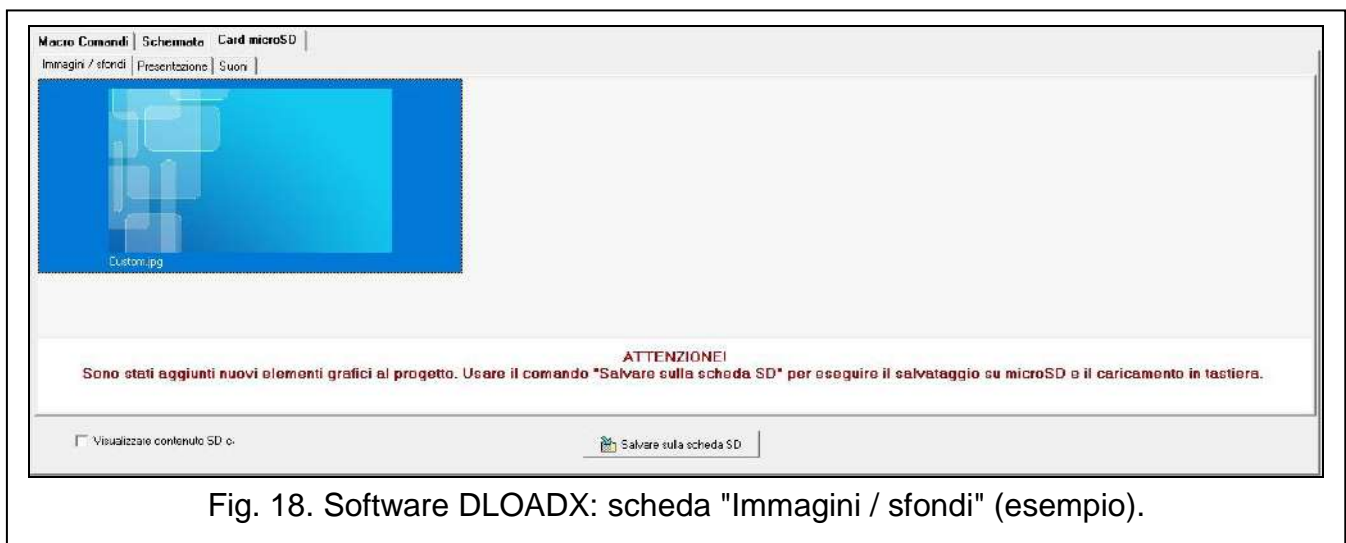 Macro Comandi Schermata Card microSD
Immagini / sfondi Presentazione Suoni
Custom.jpg
ATTENZIONE!
Sono stati aggiunti nuovi elementi grafici al progetto. Usare il comando "Salvare sulla scheda SD" per eseguire il salvataggio su microSD e il caricamento in tastiera.
Visualizzare contenuto SD c
Salvare sulla scheda SD
Fig. 18. Software DLOADX: scheda "Immagini / sfondi" (esempio).